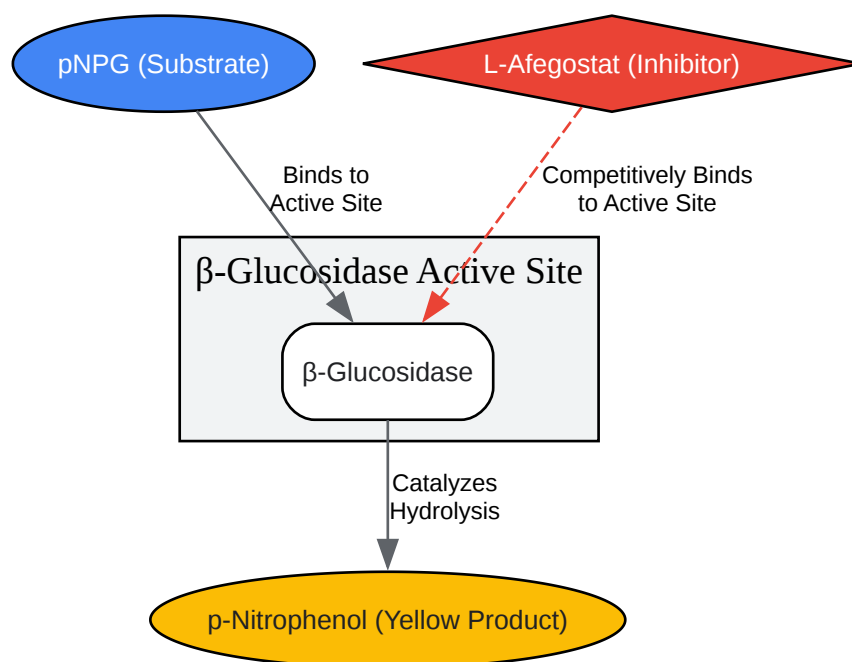 pNPG (Substrate)
L-Afegostat (Inhibitor)
Binds to
Active Site
Competitively Binds
to Active Site
β-Glucosidase Active Site
β-Glucosidase
Catalyzes
Hydrolysis
p-Nitrophenol (Yellow Product)